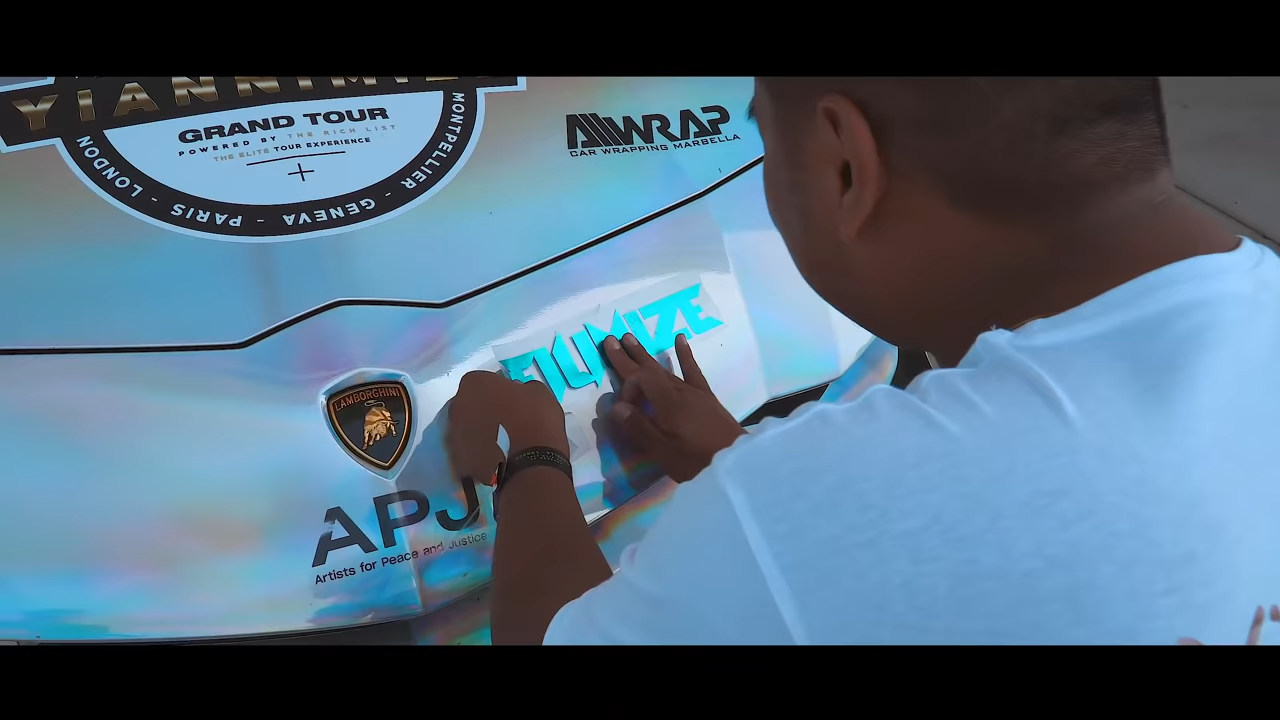 GRAND TOUR
POWERED BY THE RICH LIST
THE ELITE TOUR EXPERIENCE
LONDON - PARIS - GENEVA - MONTPELLIER
AWRAP
CAR WRAPPING MARBELLA
LAMBORGHINI
APJ
Artists for Peace and Justice